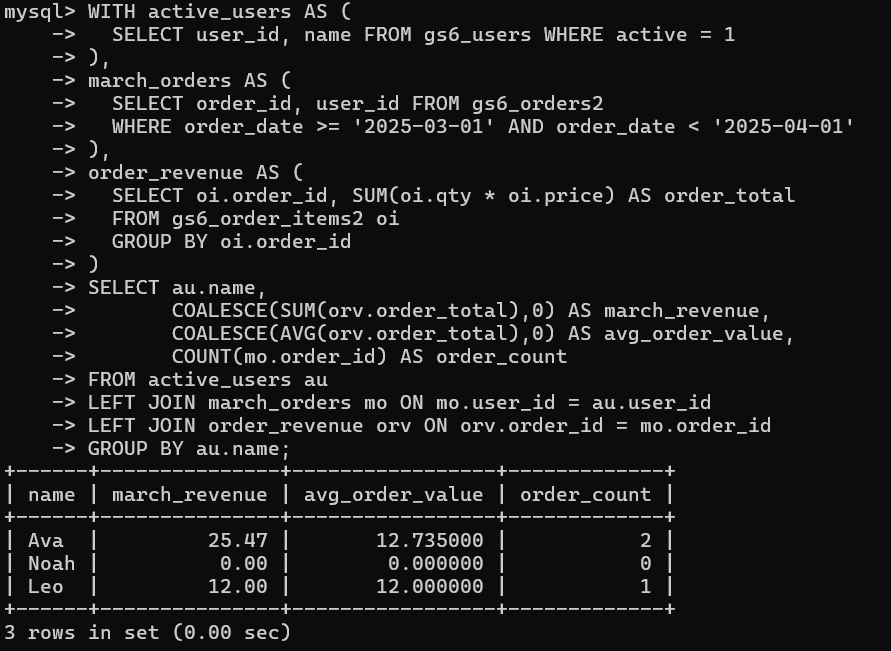 mysql> WITH active_users AS (
    ->   SELECT user_id, name FROM gs6_users WHERE active = 1
    -> ),
    -> march_orders AS (
    ->   SELECT order_id, user_id FROM gs6_orders2
    ->   WHERE order_date >= '2025-03-01' AND order_date < '2025-04-01'
    -> ),
    -> order_revenue AS (
    ->   SELECT oi.order_id, SUM(oi.qty * oi.price) AS order_total
    ->   FROM gs6_order_items2 oi
    ->   GROUP BY oi.order_id
    -> )
    -> SELECT au.name,
    ->        COALESCE(SUM(orv.order_total),0) AS march_revenue,
    ->        COALESCE(AVG(orv.order_total),0) AS avg_order_value,
    ->        COUNT(mo.order_id) AS order_count
    -> FROM active_users au
    -> LEFT JOIN march_orders mo ON mo.user_id = au.user_id
    -> LEFT JOIN order_revenue orv ON orv.order_id = mo.order_id
    -> GROUP BY au.name;
+------+---------------+-----------------+-------------+
| name | march_revenue | avg_order_value | order_count |
+------+---------------+-----------------+-------------+
| Ava  |         25.47 |       12.735000 |           2 |
| Noah |          0.00 |        0.000000 |           0 |
| Leo  |         12.00 |       12.000000 |           1 |
+------+---------------+-----------------+-------------+
3 rows in set (0.00 sec)